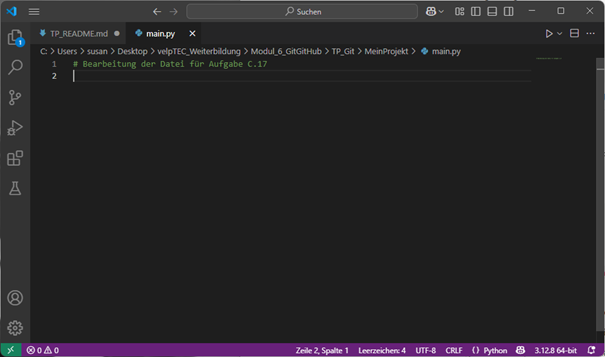 Suchen
TP_README.md
main.py
C: > Users > susan > Desktop > velpTEC_Weiterbildung > Modul_6_GitGitHub > TP_Git > MeinProjekt > main.py
1 # Bearbeitung der Datei für Aufgabe C.17
2
1
0 0 Zeile 2, Spalte 1 Leerzeichen: 4 UTF-8 CRLF {} Python 3.12.8 64-bit